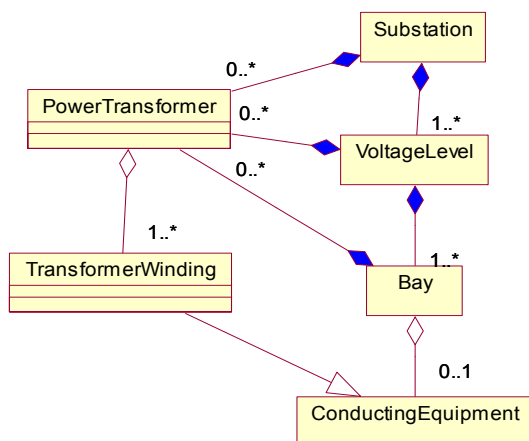 Substation
0..*
PowerTransformer
0..*
1..*
VoltageLevel
0..*
1..*
TransformerWinding
1..*
Bay
0..1
ConductingEquipment